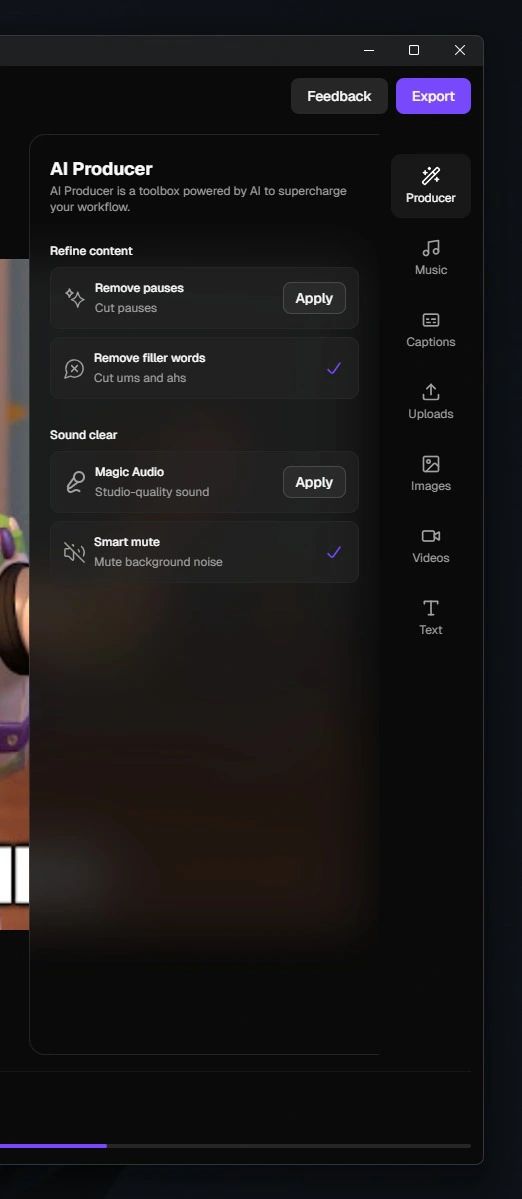 Feedback
Export
AI Producer
AI Producer is a toolbox powered by AI to supercharge
your workflow.
Refine content
Remove pauses
Cut pauses
Apply
Remove filler words
Cut ums and ahs
Sound clear
Magic Audio
Studio-quality sound
Apply
Smart mute
Mute background noise
Producer
Music
Captions
Uploads
Images
Videos
Text